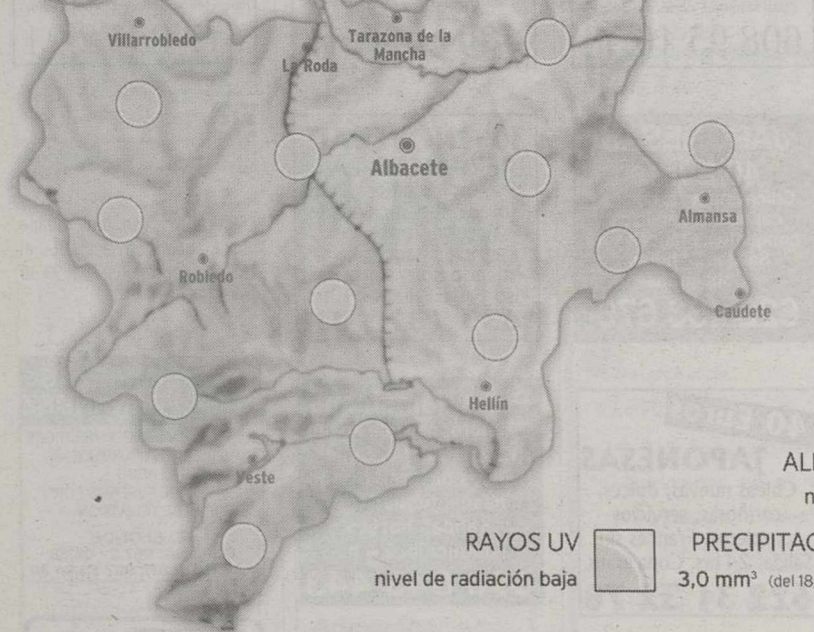 Villarrobledo
Tarazona de la
Mancha
La Roda
Albacete
Almansa
Robledo
Caudete
Hellín
Yeste
JAPONESAS
AL
RAYOS UV
nivel de radiación baja
PRECIPITAC
3,0 mm³ (del 18